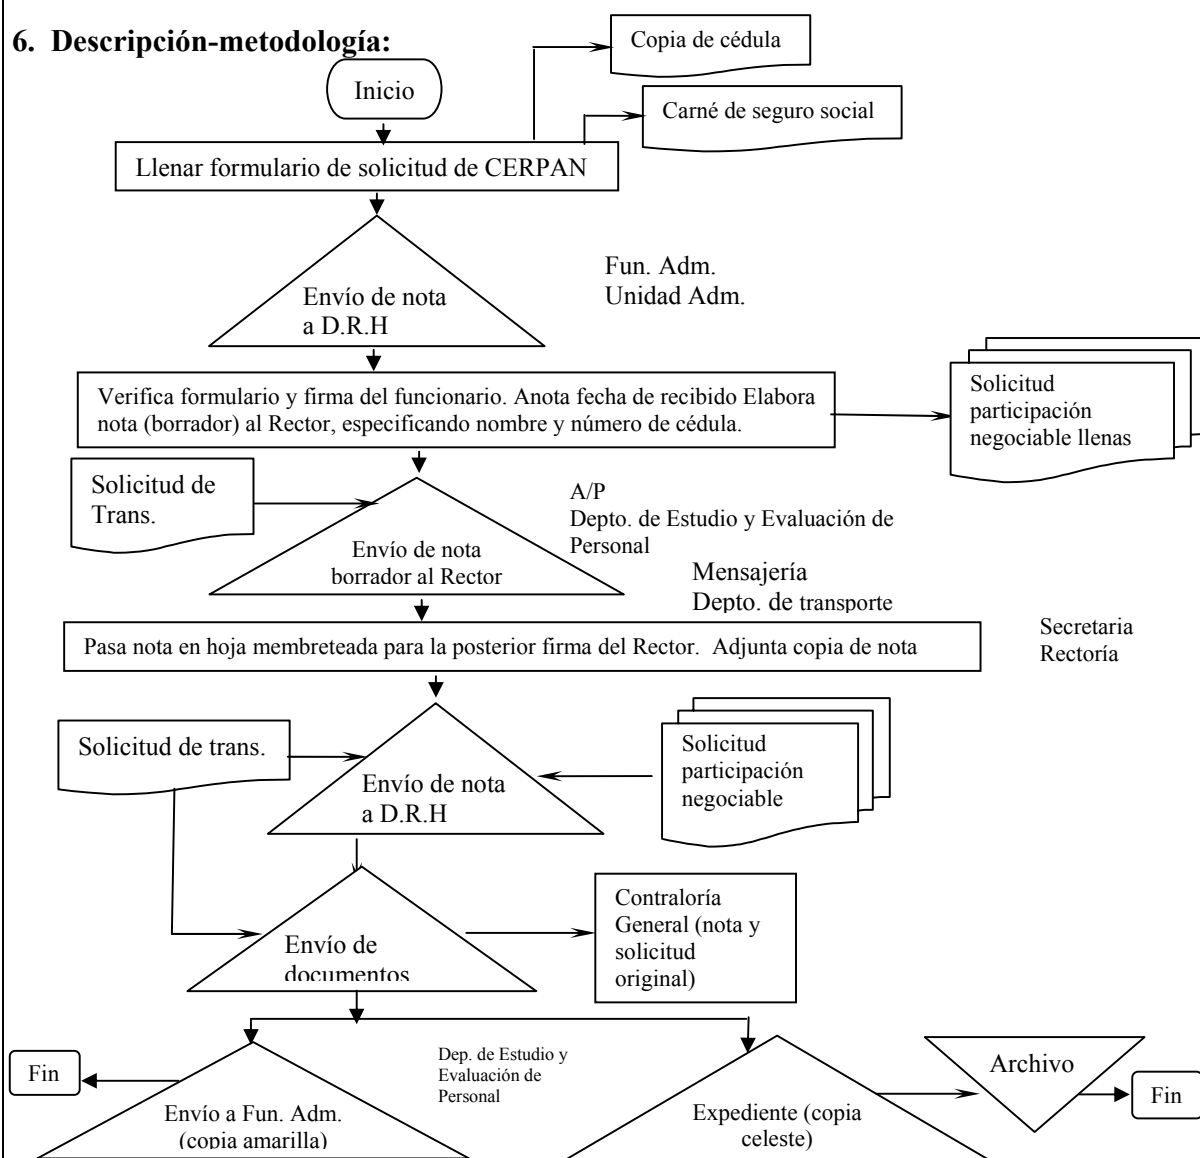 6. Descripción-metodología:
Copia de cédula
Inicio
Carné de seguro social
Llenar formulario de solicitud de CERPAN
Fun. Adm.
Unidad Adm.
Envío de nota
a D.R.H
Verifica formulario y firma del funcionario. Anota fecha de recibido Elabora
nota (borrador) al Rector, especificando nombre y número de cédula.
Solicitud
participación
negociable llenas
Solicitud de
Trans.
A/P
Depto. de Estudio y Evaluación de
Personal
Envío de nota
borrador al Rector
Mensajería
Depto. de transporte
Pasa nota en hoja membreteada para la posterior firma del Rector. Adjunta copia de nota
Secretaria
Rectoría
Solicitud de trans.
Solicitud
participación
negociable
Envío de nota
a D.R.H
Contraloría
General (nota y
solicitud
original)
Envío de
documentos
Dep. de Estudio y
Evaluación de
Personal
Fin
Envío a Fun. Adm.
(copia amarilla)
Expediente (copia
celeste)
Archivo
Fin